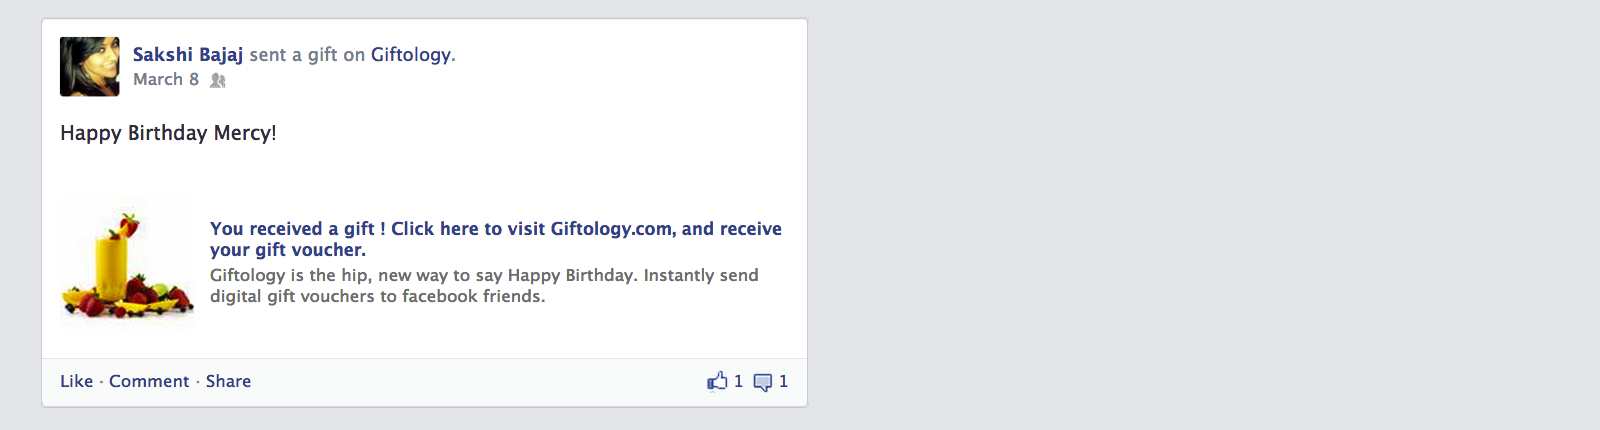 Sakshi Bajaj sent a gift on Giftology.
March 8
Happy Birthday Mercy!
You received a gift ! Click here to visit Giftology.com, and receive
your gift voucher.
Giftology is the hip, new way to say Happy Birthday. Instantly send
digital gift vouchers to facebook friends.
Like · Comment · Share 1 1